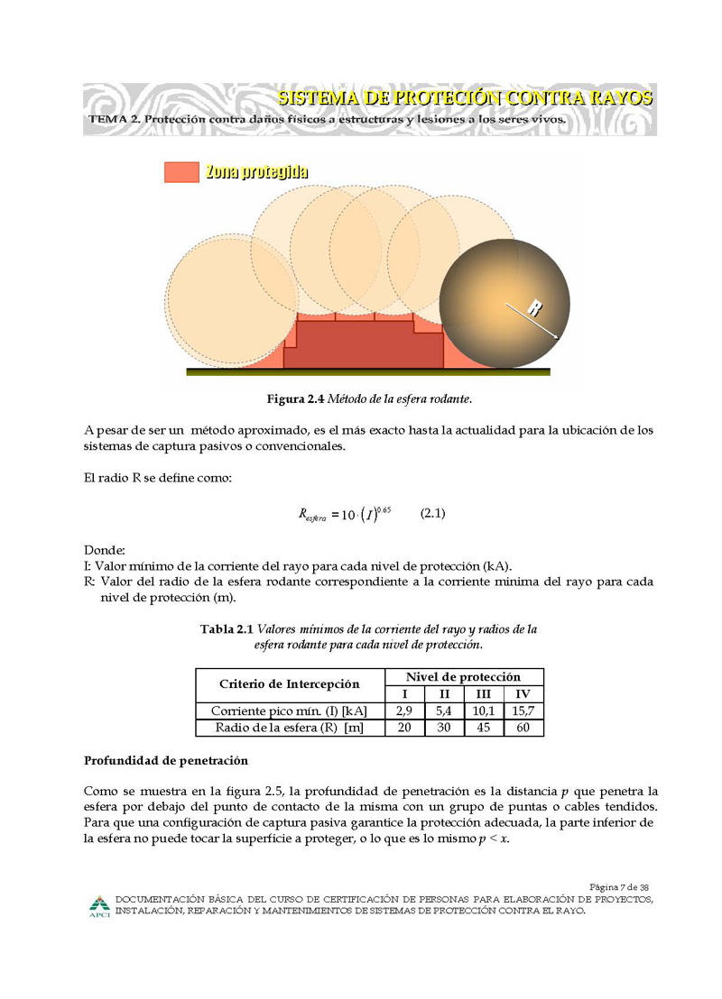 SISTEMA DE PROTECIÓN CONTRA RAYOS
TEMA 2. Protección contra daños físicos a estructuras y lesiones a los seres vivos.
Zona protegida
R
Figura 2.4 Método de la esfera rodante.
A pesar de ser un método aproximado, es el más exacto hasta la actualidad para la ubicación de los
sistemas de captura pasivos o convencionales.
El radio R se define como:
R esfera = 10 · ( I )^0.65 (2.1)
Donde:
I: Valor mínimo de la corriente del rayo para cada nivel de protección (kA).
R: Valor del radio de la esfera rodante correspondiente a la corriente minima del rayo para cada
nivel de protección (m).
Tabla 2.1 Valores mínimos de la corriente del rayo y radios de la
esfera rodante para cada nivel de protección.
Criterio de Intercepción Nivel de protección
I II III IV
Corriente pico mín. (I) [kA] 2,9 5,4 10,1 15,7
Radio de la esfera (R) [m] 20 30 45 60
Profundidad de penetración
Como se muestra en la figura 2.5, la profundidad de penetración es la distancia p que penetra la
esfera por debajo del punto de contacto de la misma con un grupo de puntas o cables tendidos.
Para que una configuración de captura pasiva garantice la protección adecuada, la parte inferior de
la esfera no puede tocar la superficie a proteger, o lo que es lo mismo p < x.
Página 7 de 38
DOCUMENTACIÓN BÁSICA DEL CURSO DE CERTIFICACIÓN DE PERSONAS PARA ELABORACIÓN DE PROYECTOS,
INSTALACIÓN, REPARACIÓN Y MANTENIMIENTOS DE SISTEMAS DE PROTECCIÓN CONTRA EL RAYO.
APCI